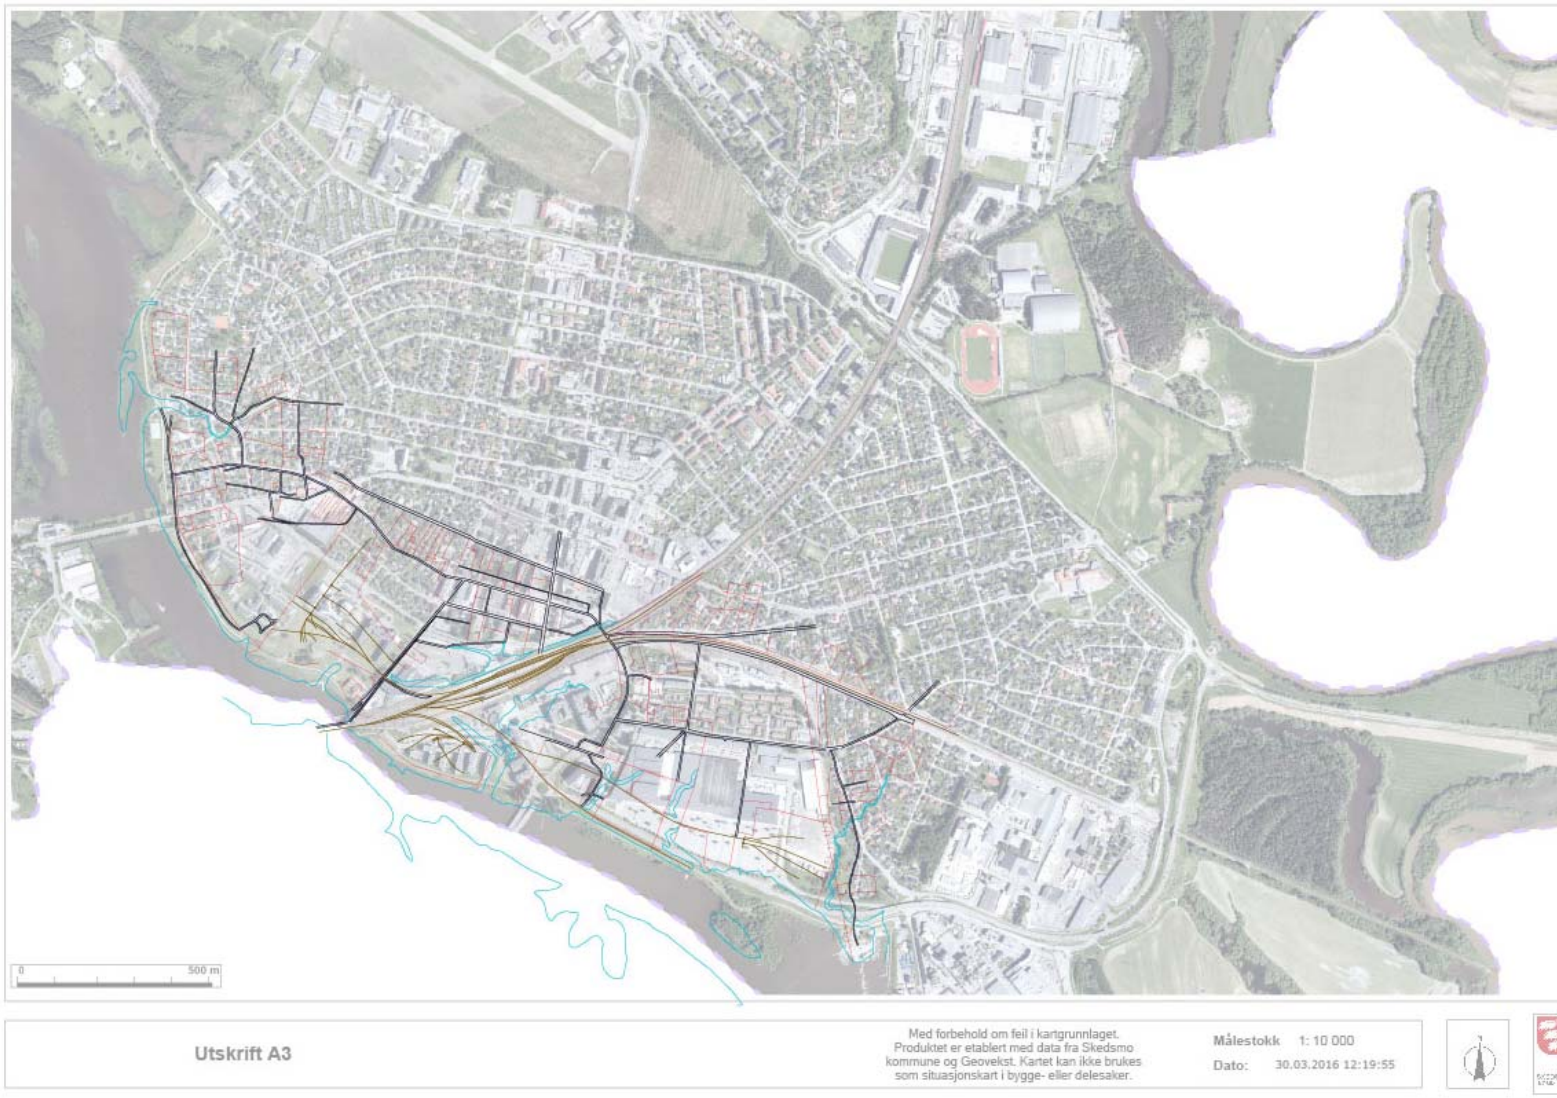 0 500 m
Utskrift A3
Med forbehold om feil i kartgrunnlaget.
Produktet er etablert med data fra Skedsmo
kommune og Geovekst. Kartet kan ikke brukes
som situasjonskart i bygge- eller delesaker.
Målestokk 1: 10 000
Dato: 30.03.2016 12:19:55